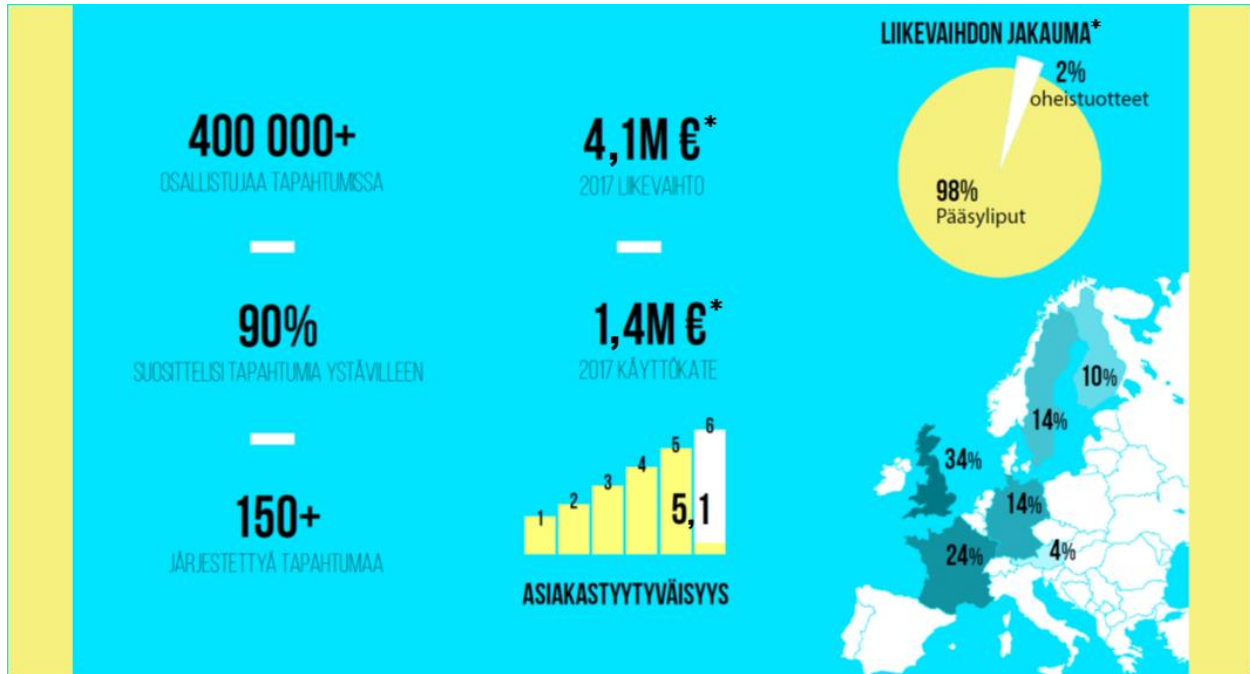 400 000+
OSALLISTUJAA TAPAHTUMISSA
90%
SUOSITTELISI TAPAHTUMIA YSTÄVILLEEN
150+
JÄRJESTETTYÄ TAPAHTUMAA
4,1M €*
2017 LIIKEVAIHTO
1,4M €*
2017 KÄYTTÖKATE
1
2
3
4
5
6
5,1
ASIAKASTYYTYVÄISYYS
LIIKEVAIHDON JAKAUMA*
2%
oheistuotteet
98%
Pääsyliput
10%
14%
34%
14%
24%
4%